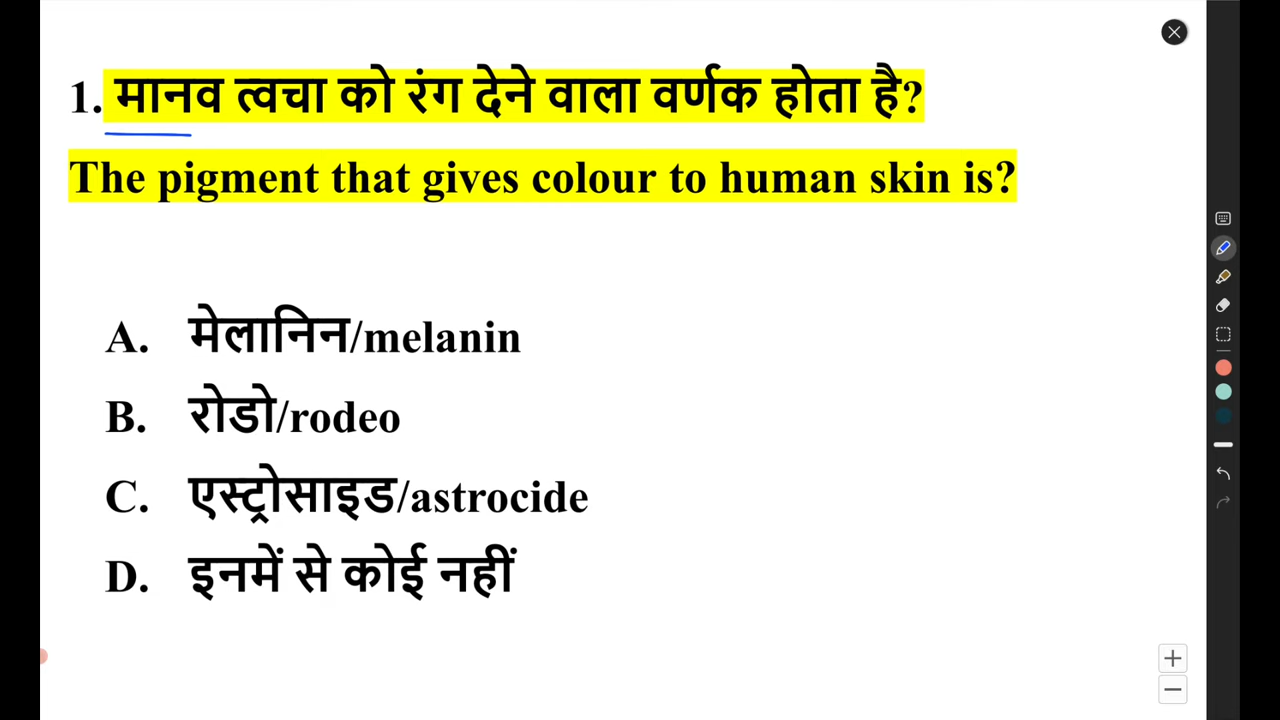 1. मानव त्वचा को रंग देने वाला वर्णक होता है?
The pigment that gives colour to human skin is?
A. मेलानिन/melanin
B. रोडो/rodeo
C. एस्ट्रोसाइड/astrocide
D. इनमें से कोई नहीं